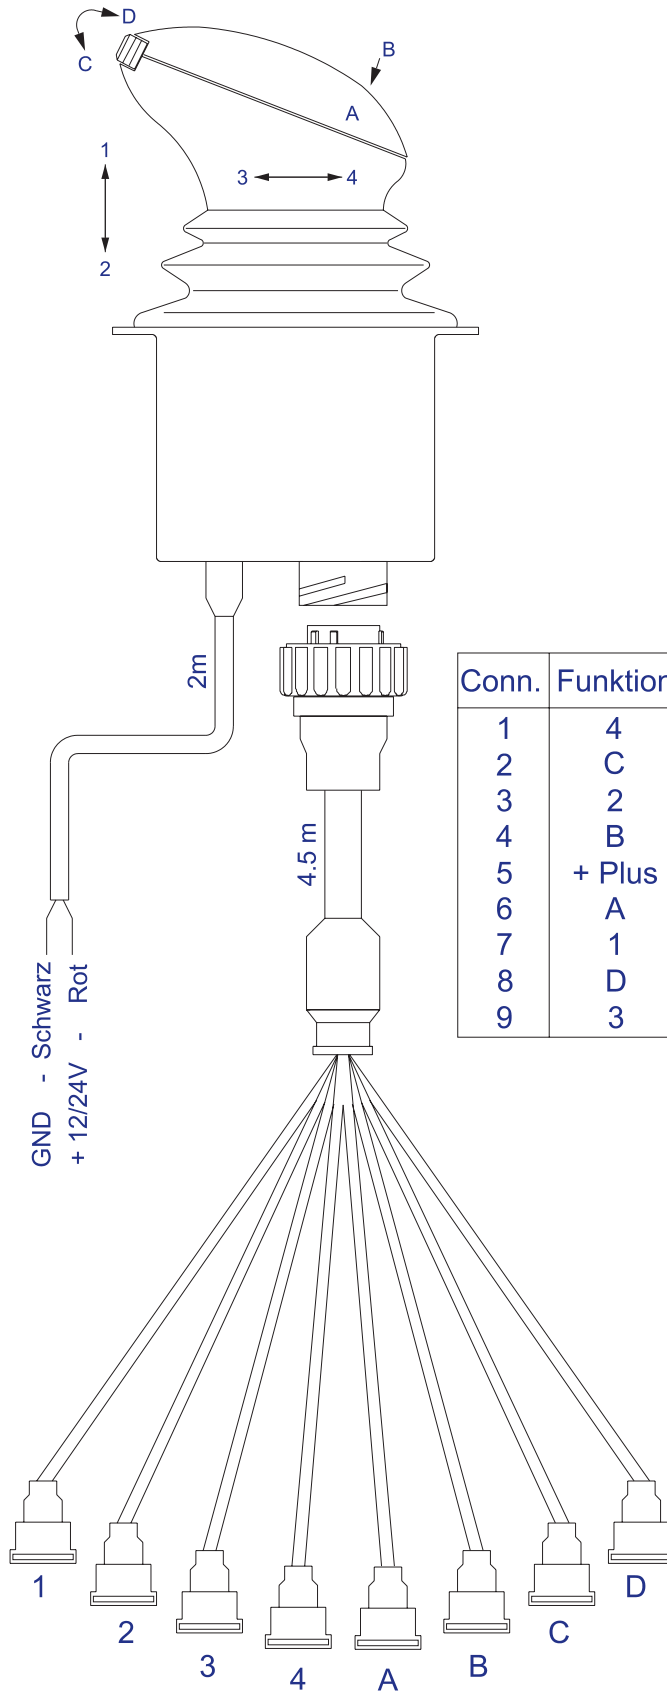 D
C
B
A
1
3
4
2
2m
Conn. Funktion
1 4
2 C
3 2
4 B
5 + Plus
6 A
7 1
8 D
9 3
4.5 m
GND - Schwarz
+ 12/24V - Rot
1
2
3
4
A
B
C
D